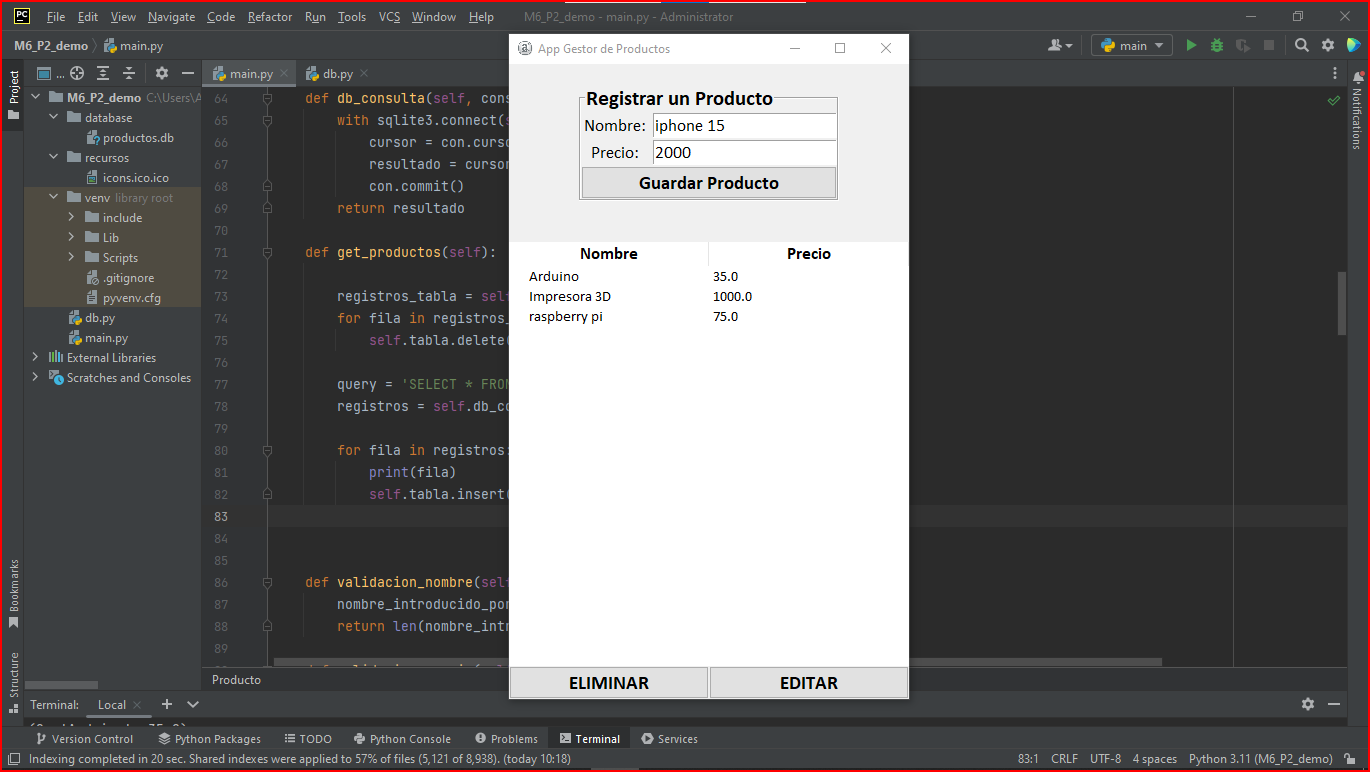 PC File Edit View Navigate Code Refactor Run Tools VCS Window Help M6_P2_demo - main.py - Administrator
M6_P2_demo main.py main
Project ... main.py db.py
M6_P2_demo C:\Users\A
database
productos.db
recursos
icons.ico.ico
venv library root
include
Lib
Scripts
.gitignore
pyvenv.cfg
db.py
main.py
External Libraries
Scratches and Consoles
Bookmarks
Structure
64 def db_consulta(self, cons
65 with sqlite3.connect(s
66 cursor = con.curso
67 resultado = cursor
68 con.commit()
69 return resultado
70
71 def get_productos(self):
72
73 registros_tabla = self
74 for fila in registros_
75 self.tabla.delete(
76
77 query = 'SELECT * FROM
78 registros = self.db_co
79
80 for fila in registros:
81 print(fila)
82 self.tabla.insert(
83
84
85
86 def validacion_nombre(self
87 nombre_introducido_por
88 return len(nombre_intr
89
Producto
App Gestor de Productos
Registrar un Producto
Nombre: iphone 15
Precio: 2000
Guardar Producto
Nombre Precio
Arduino 35.0
Impresora 3D 1000.0
raspberry pi 75.0
ELIMINAR EDITAR
Notifications
Terminal: Local
Version Control Python Packages TODO Python Console Problems Terminal Services
Indexing completed in 20 sec. Shared indexes were applied to 57% of files (5,121 of 8,938). (today 10:18) 83:1 CRLF UTF-8 4 spaces Python 3.11 (M6_P2_demo)